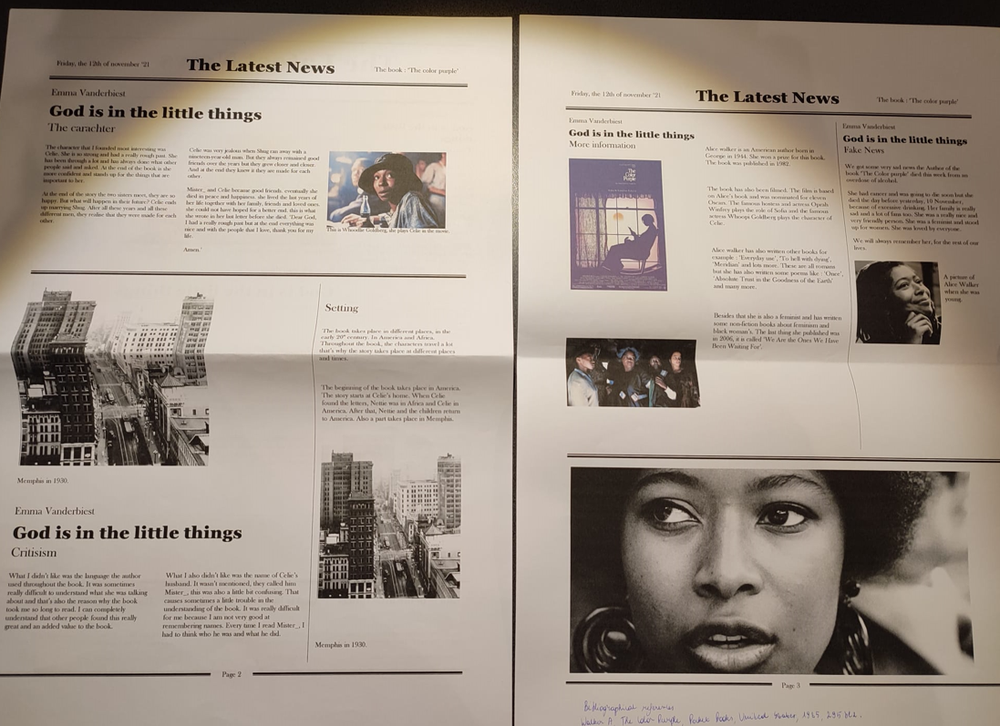 Friday, the 12th of november '21
The Latest News
The book : 'The color purple'
Emma Vanderbiest
God is in the little things
The carachter
The character that I founded most interesting was
Celie. She is so strong and had a really rough past. She
has been through a lot and has always done what other
people said and asked. At the end of the book is she
more confident and stands up for the things that are
important to her.
At the end of the story the two sisters meet, they are so
happy. But what will happen in their future? Celie ends
up marrying Shug. After all these years and all these
different men, they realise that they were made for each
other.
Celie was very jealous when Shug ran away with a
nineteen-year-old man. But they always remained good
friends over the years but they grew closer and closer.
And at the end they knew it they are made for each
other.
Mister_ and Celie became good friends. eventually she
died in peace and happiness. she lived the last years of
her life together with her family, friends and loved ones.
she could not have hoped for a better end. this is what
she wrote in her last letter before she died. 'Dear God,
I had a really rough past but at the end everything was
nice and with the people that I love, thank you for my
life.
Amen.'
This is Whoodie Goldberg, she plays Celie in the movie.
Memphis in 1930.
Setting
The book takes place in different places, in the
early 20th century. In America and Africa.
Throughout the book, the characters travel a lot
that's why the story takes place at different places
and times.
The beginning of the book takes place in America.
The story starts at Celie's home. When Celie
found the letters, Nettie was in Africa and Celie in
America. After that, Nettie and the children return
to America. Also a part takes place in Memphis.
Emma Vanderbiest
God is in the little things
Critisism
What I didn't like was the language the author
used throughout the book. It was sometimes
really difficult to understand what she was talking
about and that's also the reason why the book
took me so long to read. I can completely
understand that other people found this really
great and an added value to the book.
What I also didn't like was the name of Celie's
husband. It wasn't mentioned, they called him
Mister_, this was also a little bit confusing. That
causes sometimes a little trouble in the
understanding of the book. It was really difficult
for me because I am not very good at
remembering names. Every time I read Mister_, I
had to think who he was and what he did.
Memphis in 1930.
Page 2
Friday, the 12th of november '21
The Latest News
The book : 'The color purple'
Emma Vanderbiest
God is in the little things
More information
The
Color
Purple
Alice walker is an American author born in
George in 1944. She won a prize for this book.
The book was published in 1982.
The book has also been filmed. The film is based
on Alice's book and was nominated for eleven
Oscars. The famous hostess and actress Oprah
Winfrey plays the role of Sofia and the famous
actress Whoopi Goldberg plays the character of
Celie.
Alice walker has also written other books for
example : 'Everyday use', 'To hell with dying',
'Meridian' and lots more. These are all romans
but she has also written some poems like : 'Once',
'Absolute Trust in the Goodness of the Earth'
and many more.
Besides that she is also a feminist and has written
some non-fiction books about feminism and
black woman's. The last thing she published was
in 2006, it is called 'We Are the Ones We Have
Been Waiting For'.
Emma Vanderbiest
God is in the little things
Fake News
We got some very sad news the Author of the
book 'The Color purple' died this week from an
overdose of alcohol.
She had cancer and was going to die soon but she
died the day before yesterday, 10 November,
because of excessive drinking. Her family is really
sad and a lot of fans too. She was a really nice and
very friendly person. She was a feminist and stood
up for women. She was loved by everyone.
We will always remember her, for the rest of our
lives.
A picture of
Alice Walker
when she was
young.
Page 3
Bibliographical reference
Walker A. The Color Purple, Pocket Books, United States, 1985, 295 blz.